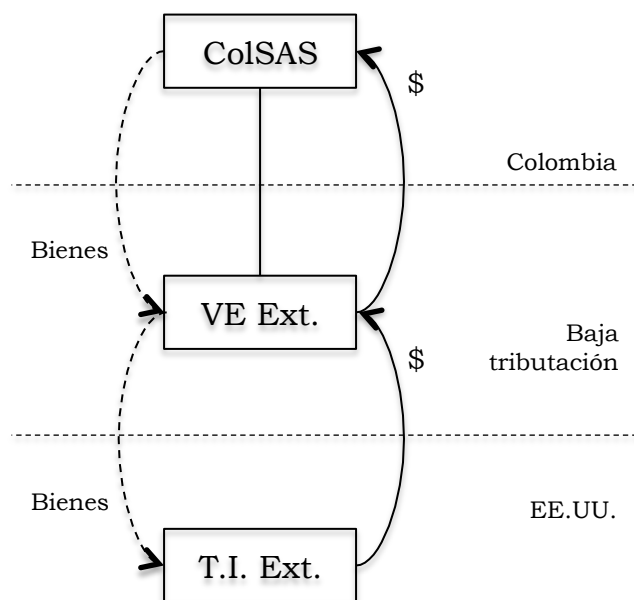 ColSAS
$
Colombia
Bienes
VE Ext.
Baja
tributación
$
Bienes
EE.UU.
T.I. Ext.